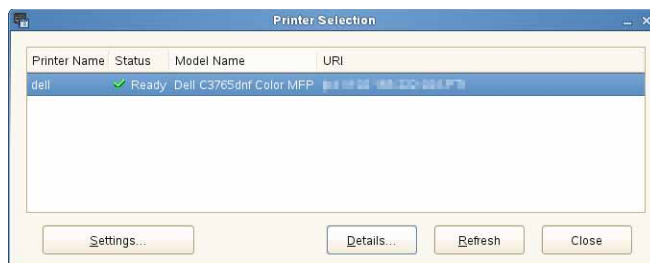 Printer Selection
Printer Name Status Model Name URI
dell Ready Dell C3765dnf Color MFP
Settings... Details... Refresh Close